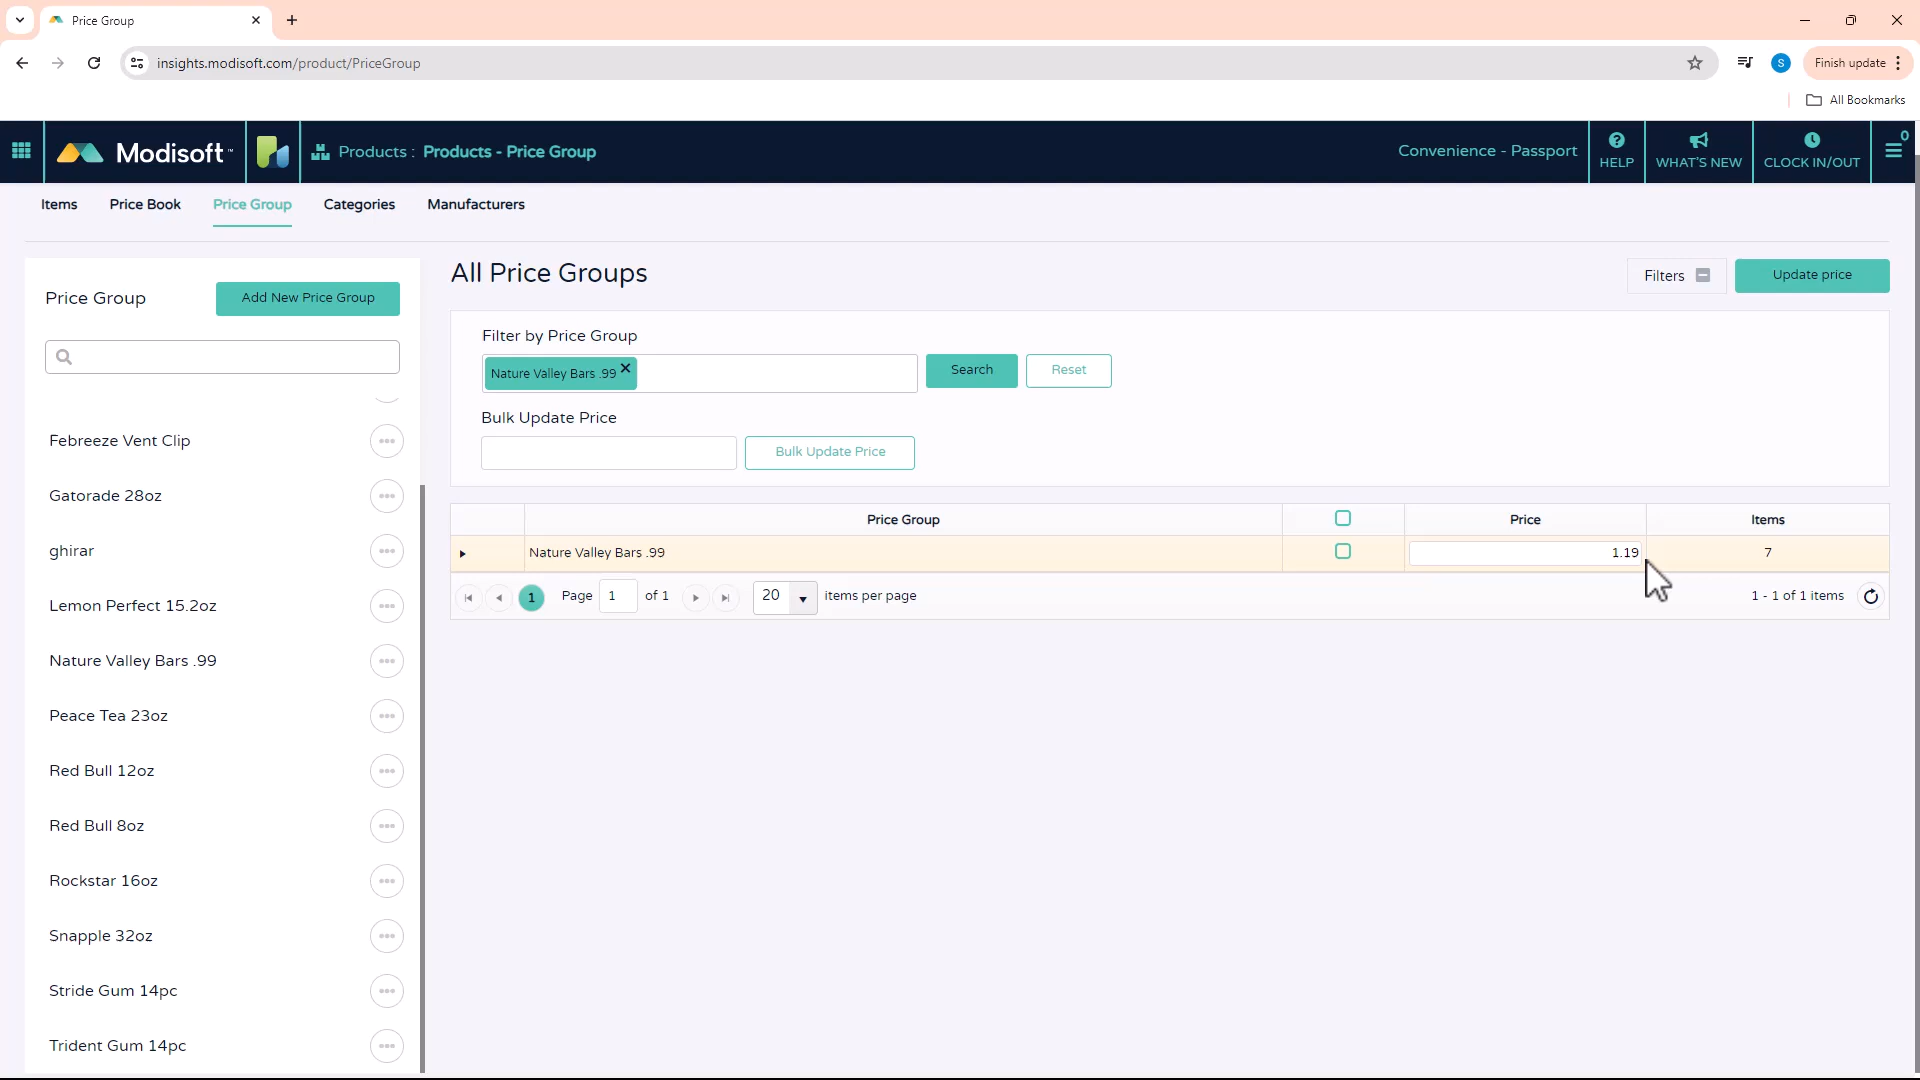 Price Group
insights.modisoft.com/product/PriceGroup
S
Finish update
All Bookmarks
Modisoft™
Products : Products - Price Group
Convenience - Passport
HELP
WHAT'S NEW
CLOCK IN/OUT
0
Items
Price Book
Price Group
Categories
Manufacturers
Price Group
Add New Price Group
Febreeze Vent Clip
Gatorade 28oz
ghirar
Lemon Perfect 15.2oz
Nature Valley Bars .99
Peace Tea 23oz
Red Bull 12oz
Red Bull 8oz
Rockstar 16oz
Snapple 32oz
Stride Gum 14pc
Trident Gum 14pc
All Price Groups
Filters
Update price
Filter by Price Group
Nature Valley Bars .99
Search
Reset
Bulk Update Price
Bulk Update Price
Price Group
Price
Items
Nature Valley Bars .99
1.19
7
1
Page 1 of 1
20
items per page
1 - 1 of 1 items